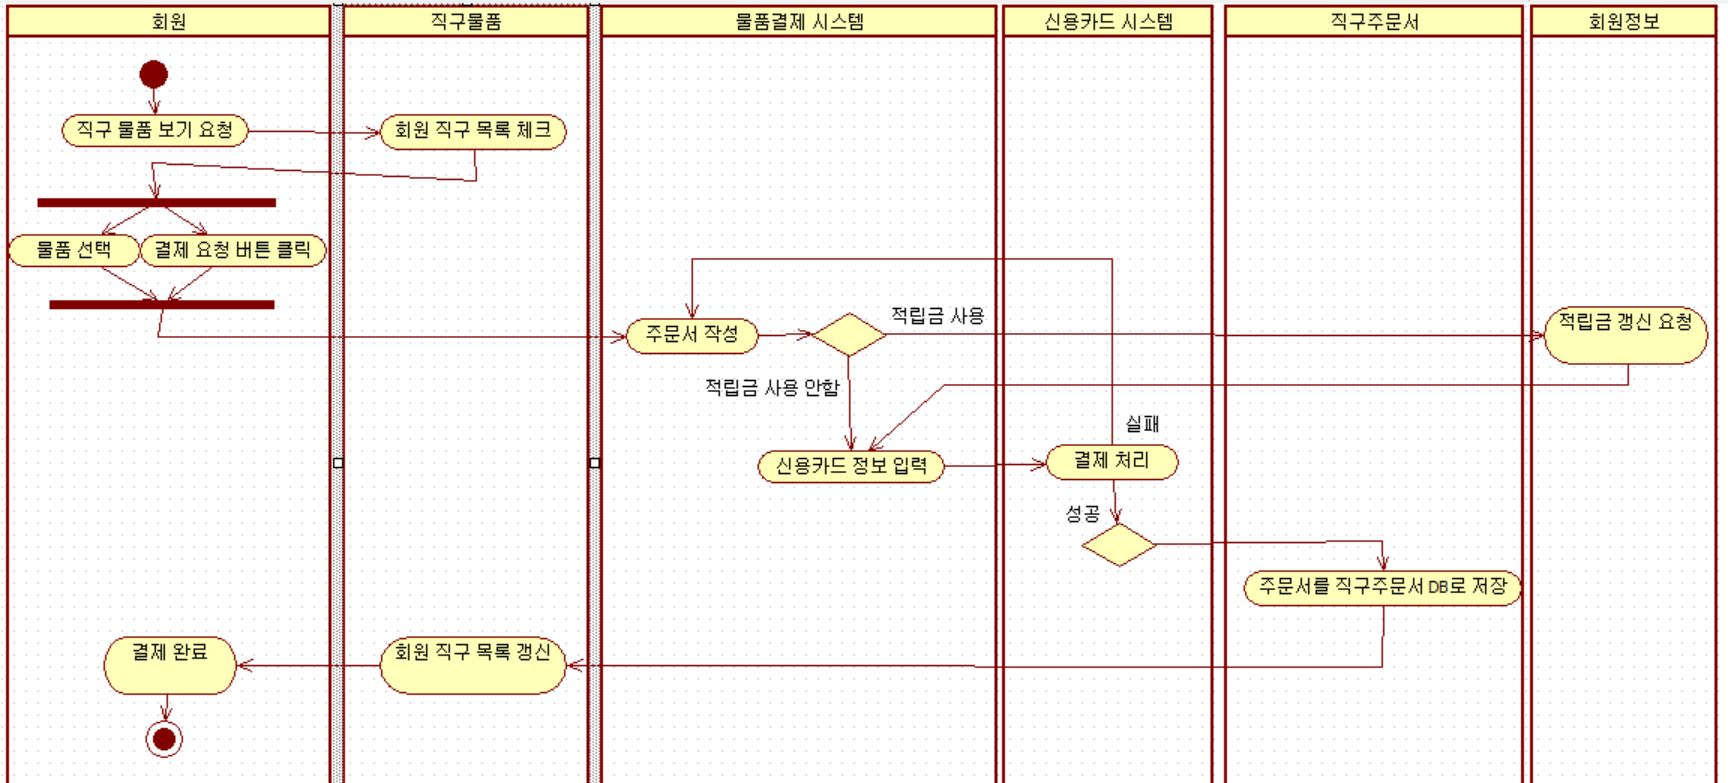 회원
직구물품
물품결제 시스템
신용카드 시스템
직구주문서
회원정보
직구 물품 보기 요청
회원 직구 목록 체크
물품 선택
결제 요청 버튼 클릭
주문서 작성
적립금 사용
적립금 갱신 요청
적립금 사용 안함
실패
신용카드 정보 입력
결제 처리
성공
주문서를 직구주문서 DB로 저장
결제 완료
회원 직구 목록 갱신